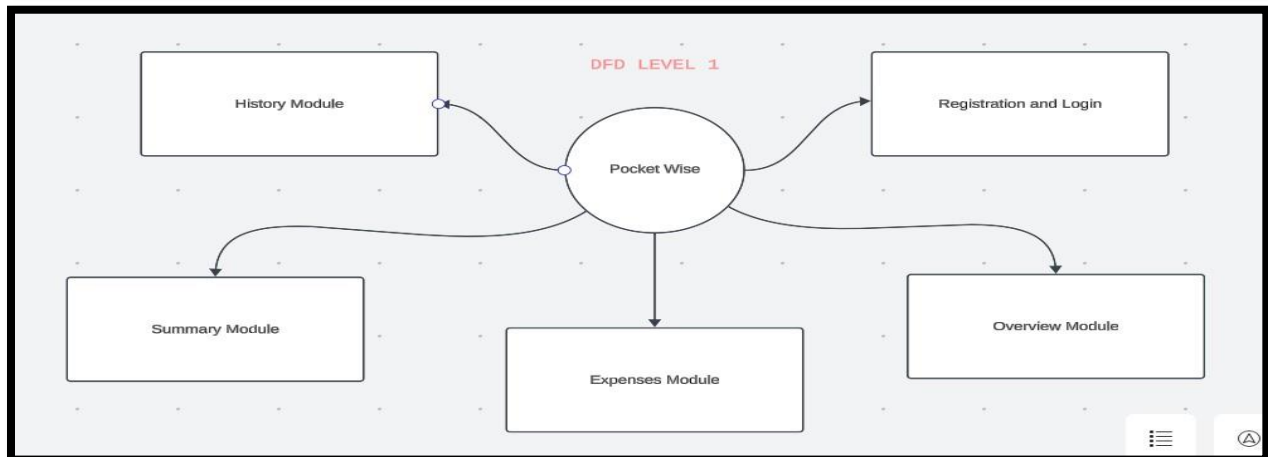 DFD LEVEL 1
History Module
Registration and Login
Pocket Wise
Summary Module
Overview Module
Expenses Module